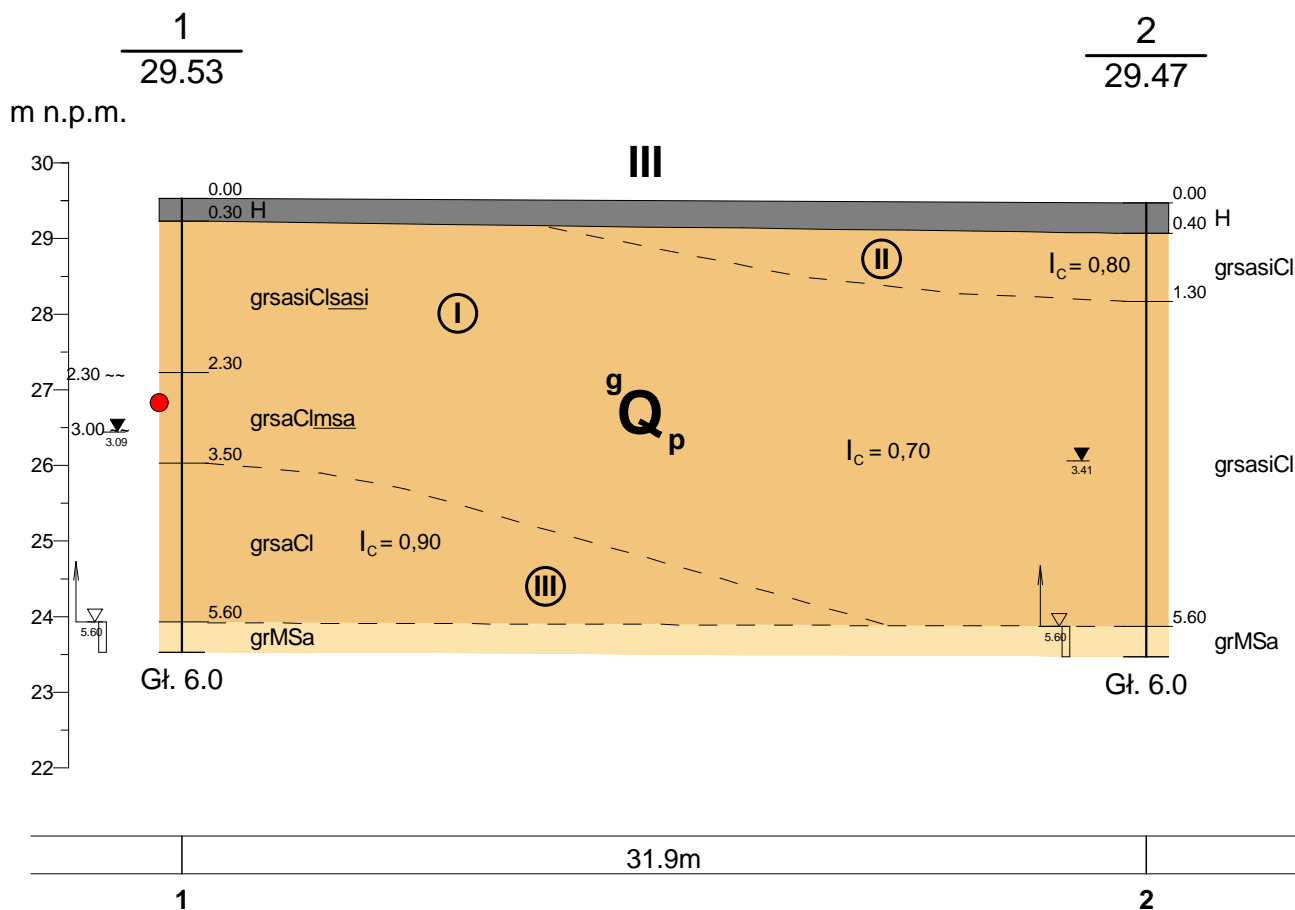 1
29.53
2
29.47
m n.p.m.
III
30
29
28
27
26
25
24
23
22
0.00
0.30 H
grsasiClsasi
I
2.30
2.30 ~~
grsaClmsa
3.00 ~~
3.09
3.50
grsaCl
IC = 0,90
III
5.60
5.60
grMSa
Gł. 6.0
g
Q
p
II
IC = 0,80
IC = 0,70
0.00
0.40
H
grsasiCl
1.30
3.41
grsasiCl
5.60
5.60
grMSa
Gł. 6.0
31.9m
1
2